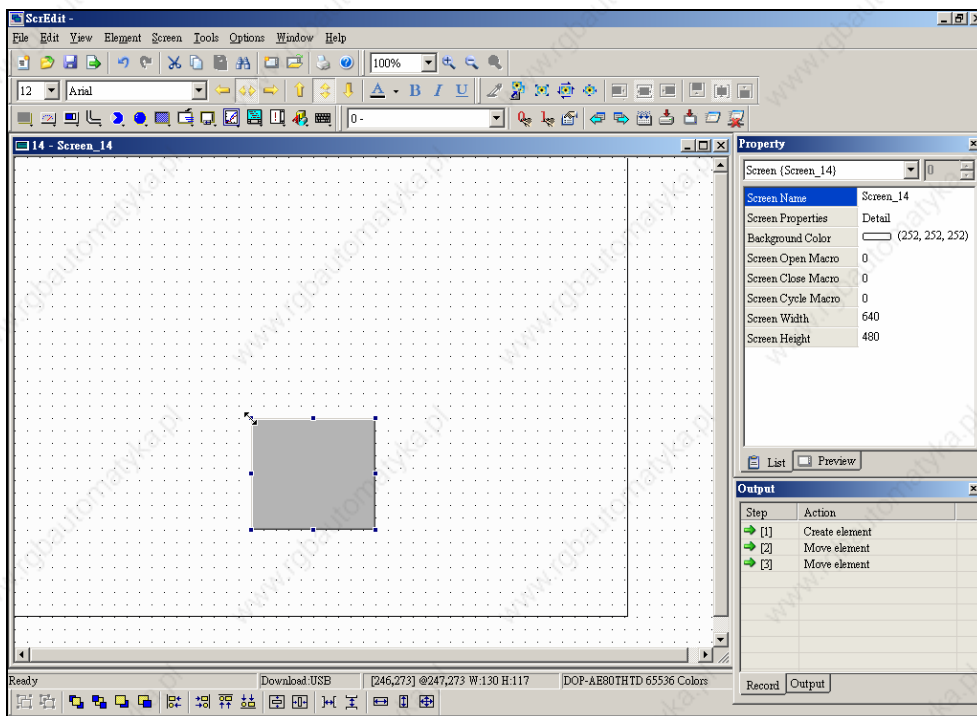 ScrEdit -
File Edit View Element Screen Tools Options Window Help
100%
12 Arial A B I U
0 -
14 - Screen_14
Property
Screen {Screen_14} 0
Screen Name Screen_14
Screen Properties Detail
Background Color (252, 252, 252)
Screen Open Macro 0
Screen Close Macro 0
Screen Cycle Macro 0
Screen Width 640
Screen Height 480
List Preview
Output
Step Action
[1] Create element
[2] Move element
[3] Move element
Record Output
Ready Download:USB [246,273] @247,273 W:130 H:117 DOP-AE80THTD 65536 Colors
www.rgbautomatyka.pl